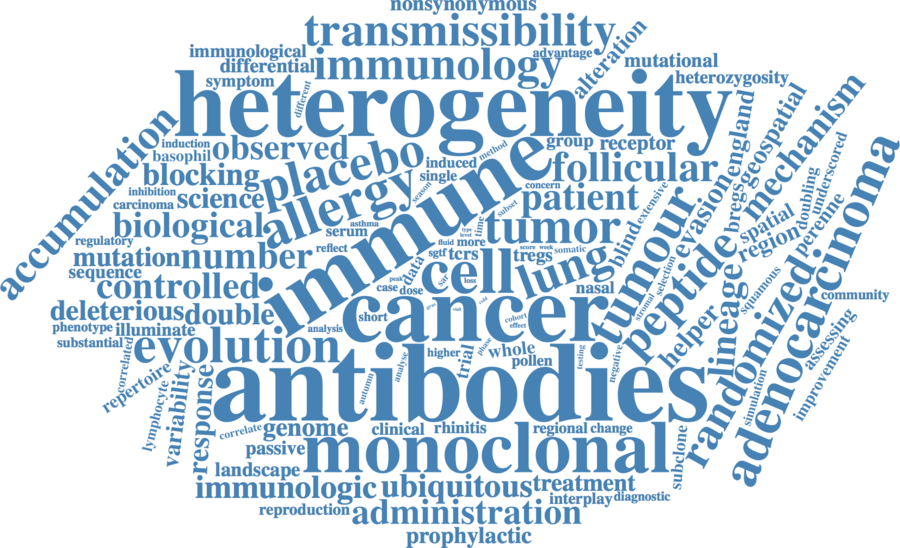 nonsynonymous
transmissibility
immunological
advantage
alteration
differential
immunology
mutational
symptom
different
heterozygosity
heterogeneity
accumulation
induction
observed
basophil
placebo
induced
method
group
receptor
england
geospatial
mechanism
blocking
allergy
single
season
immune
concern
follicular
inhibition
carcinoma
science
subset
patient
extensive
evasion
bregs
doubling
underscored
biological
asthma
serum
type
level
time
tumor
blind
spatial
perenne
adenocarcinoma
regulatory
reflect
fluid
more
score
week
somatic
tumour
region
mutation
number
data
sgtf
tcrs
tregs
lung
selection
peptide
sequence
peak
sar
cell
loss
nasal
stromal
lineage
squamous
randomized
controlled
case
dose
community
deleterious
double
short
cancer
cohort
effect
helper
phenotype
illuminate
analysis
assessing
substantial
evolution
higher
phase
whole
testing
negative
correlated
trial
pollen
repertoire
response
autumn
analyse
antibodies
simulation
improvement
lymphocyte
variability
correlate
genome
clinical
rhinitis
regional
change
subclone
passive
monoclonal
landscape
immunologic
ubiquitous
treatment
interplay
diagnostic
reproduction
administration
prophylactic